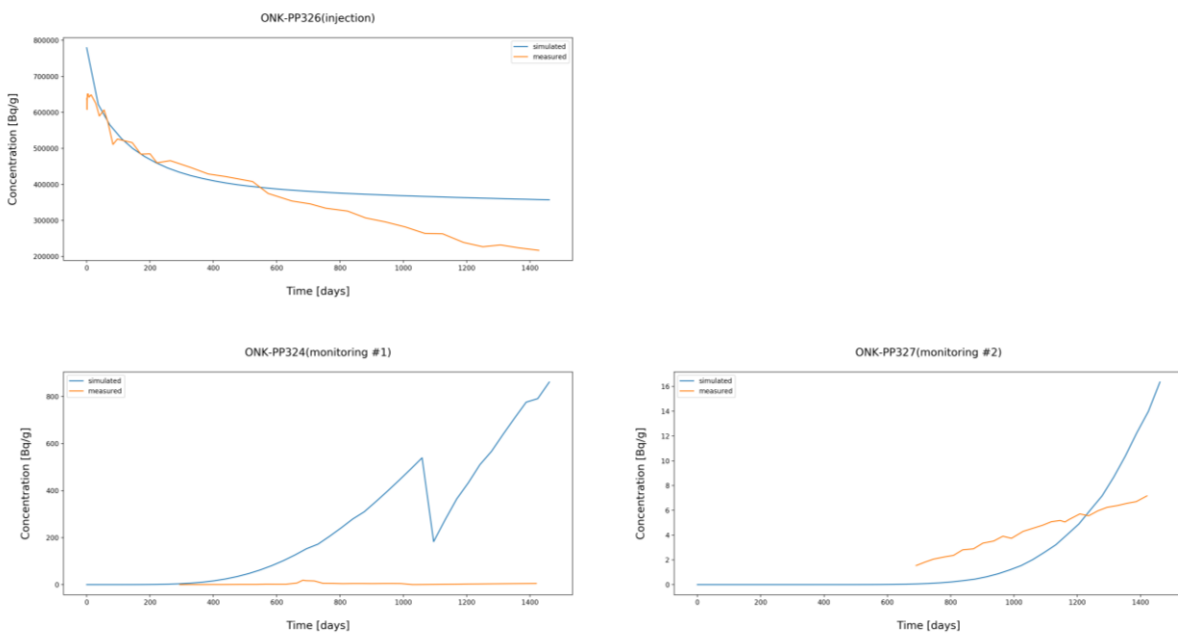 ONK-PP326(injection)
Concentration [Bq/g]
800000
700000
600000
500000
400000
300000
200000
simulated
measured
0 200 400 600 800 1000 1200 1400
Time [days]
ONK-PP324(monitoring #1)
Concentration [Bq/g]
800
600
400
200
0
simulated
measured
0 200 400 600 800 1000 1200 1400
Time [days]
ONK-PP327(monitoring #2)
Concentration [Bq/g]
16
14
12
10
8
6
4
2
0
simulated
measured
0 200 400 600 800 1000 1200 1400
Time [days]